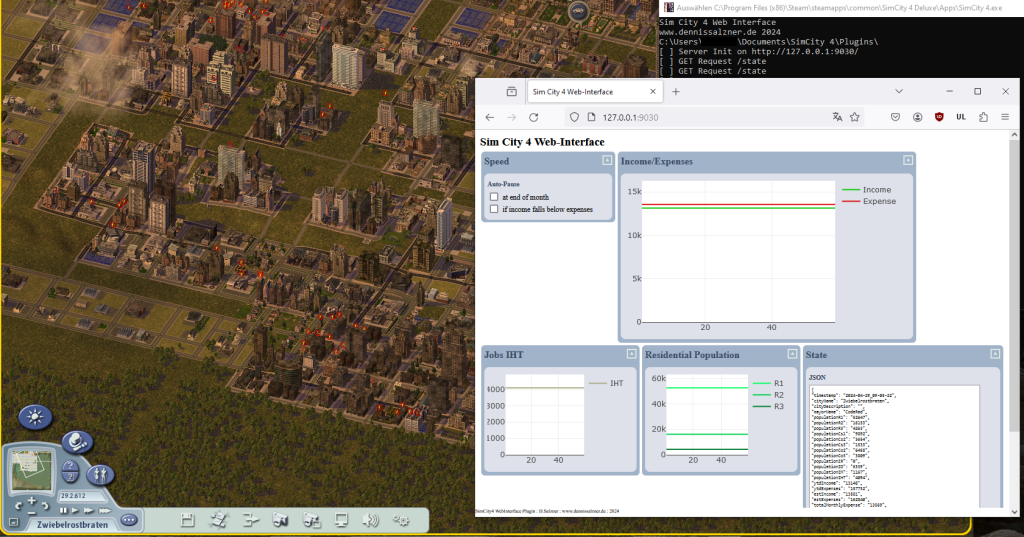 Auswählen C:\Program Files (x86)\Steam\steamapps\common\SimCity 4 Deluxe\Apps\SimCity 4.exe
Sim City 4 Web Interface
www.dennissalzner.de 2024
C:\Users\ \Documents\SimCity 4\Plugins\
[ ] Server Init on http://127.0.0.1:9030/
[ ] GET Request /state
[ ] GET Request /state
Sim City 4 Web-Interface
127.0.0.1:9030
UL
Sim City 4 Web-Interface
Speed
Auto-Pause
at end of month
if income falls below expenses
Income/Expenses
15k
10k
5k
0
20
40
Income
Expense
Jobs IHT
4000
3000
2000
1000
0
20
40
IHT
Residential Population
60k
40k
20k
0
20
40
R1
R2
R3
State
JSON
{
"cityName": "Zwiebelrostbraten",
"cityDescription": "",
"mayorName": "CodeRed",
SimCity4 WebInterface Plugin : D.Salzner : www.dennissalzner.de : 2024
29.2.612
Zwiebelrostbraten